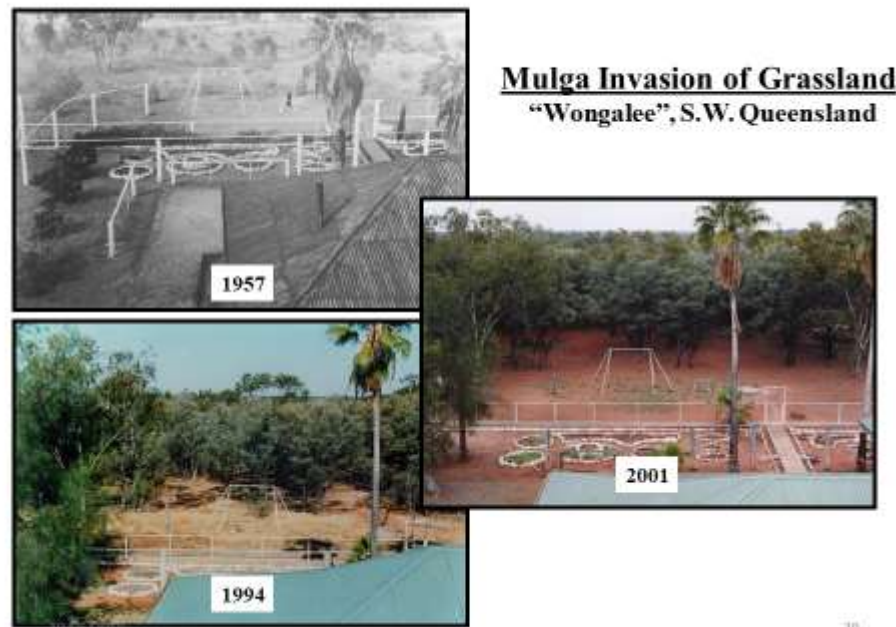 Mulga Invasion of Grassland
“Wongalee”, S.W. Queensland
1957
2001
1994